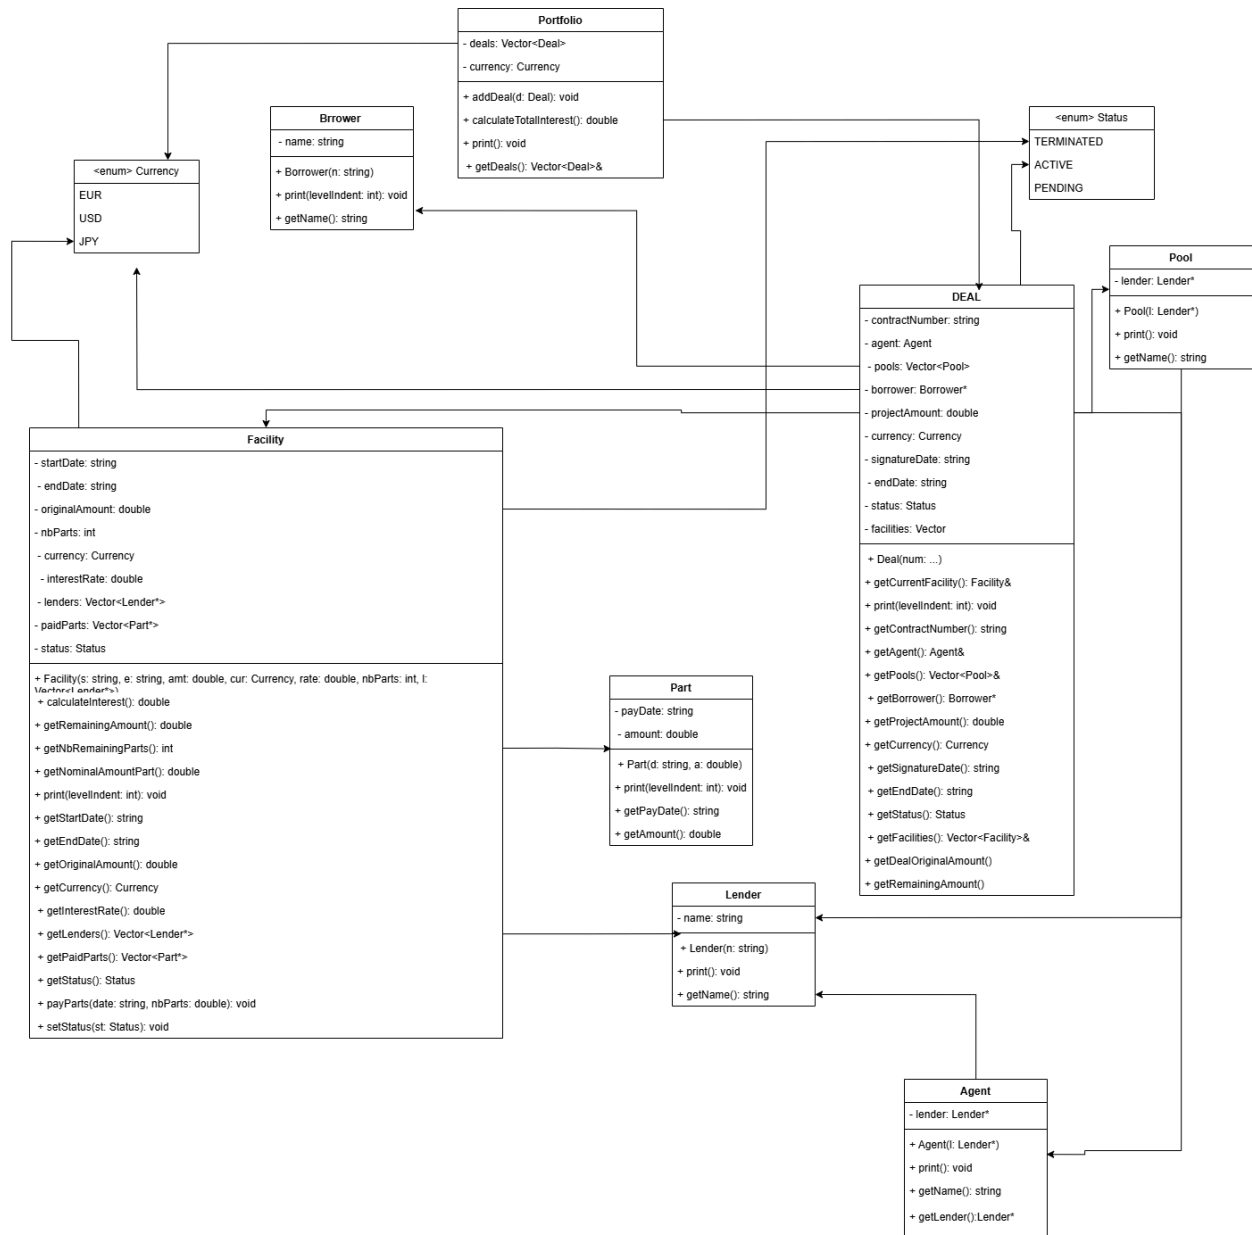 Portfolio
- deals: Vector<Deal>
- currency: Currency
+ addDeal(d: Deal): void
+ calculateTotalInterest(): double
+ print(): void
+ getDeals(): Vector<Deal>&
Brrower
- name: string
+ Borrower(n: string)
+ print(levelIndent: int): void
+ getName(): string
<enum> Status
TERMINATED
ACTIVE
PENDING
<enum> Currency
EUR
USD
JPY
Pool
- lender: Lender*
+ Pool(l: Lender*)
+ print(): void
+ getName(): string
DEAL
- contractNumber: string
- agent: Agent
- pools: Vector<Pool>
- borrower: Borrower*
- projectAmount: double
- currency: Currency
- signatureDate: string
- endDate: string
- status: Status
- facilities: Vector
+ Deal(num: ...)
+ getCurrentFacility(): Facility&
+ print(levelIndent: int): void
+ getContractNumber(): string
+ getAgent(): Agent&
+ getPools(): Vector<Pool>&
+ getBorrower(): Borrower*
+ getProjectAmount(): double
+ getCurrency(): Currency
+ getSignatureDate(): string
+ getEndDate(): string
+ getStatus(): Status
+ getFacilities(): Vector<Facility>&
+ getDealOriginalAmount()
+ getRemainingAmount()
Facility
- startDate: string
- endDate: string
- originalAmount: double
- nbParts: int
- currency: Currency
- interestRate: double
- lenders: Vector<Lender*>
- paidParts: Vector<Part*>
- status: Status
+ Facility(s: string, e: string, amt: double, cur: Currency, rate: double, nbParts: int, l:
Vector<Lender*>)
+ calculateInterest(): double
+ getRemainingAmount(): double
+ getNbRemainingParts(): int
+ getNominalAmountPart(): double
+ print(levelIndent: int): void
+ getStartDate(): string
+ getEndDate(): string
+ getOriginalAmount(): double
+ getCurrency(): Currency
+ getInterestRate(): double
+ getLenders(): Vector<Lender*>
+ getPaidParts(): Vector<Part*>
+ getStatus(): Status
+ payParts(date: string, nbParts: double): void
+ setStatus(st: Status): void
Part
- payDate: string
- amount: double
+ Part(d: string, a: double)
+ print(levelIndent: int): void
+ getPayDate(): string
+ getAmount(): double
Lender
- name: string
+ Lender(n: string)
+ print(): void
+ getName(): string
Agent
- lender: Lender*
+ Agent(l: Lender*)
+ print(): void
+ getName(): string
+ getLender():Lender*